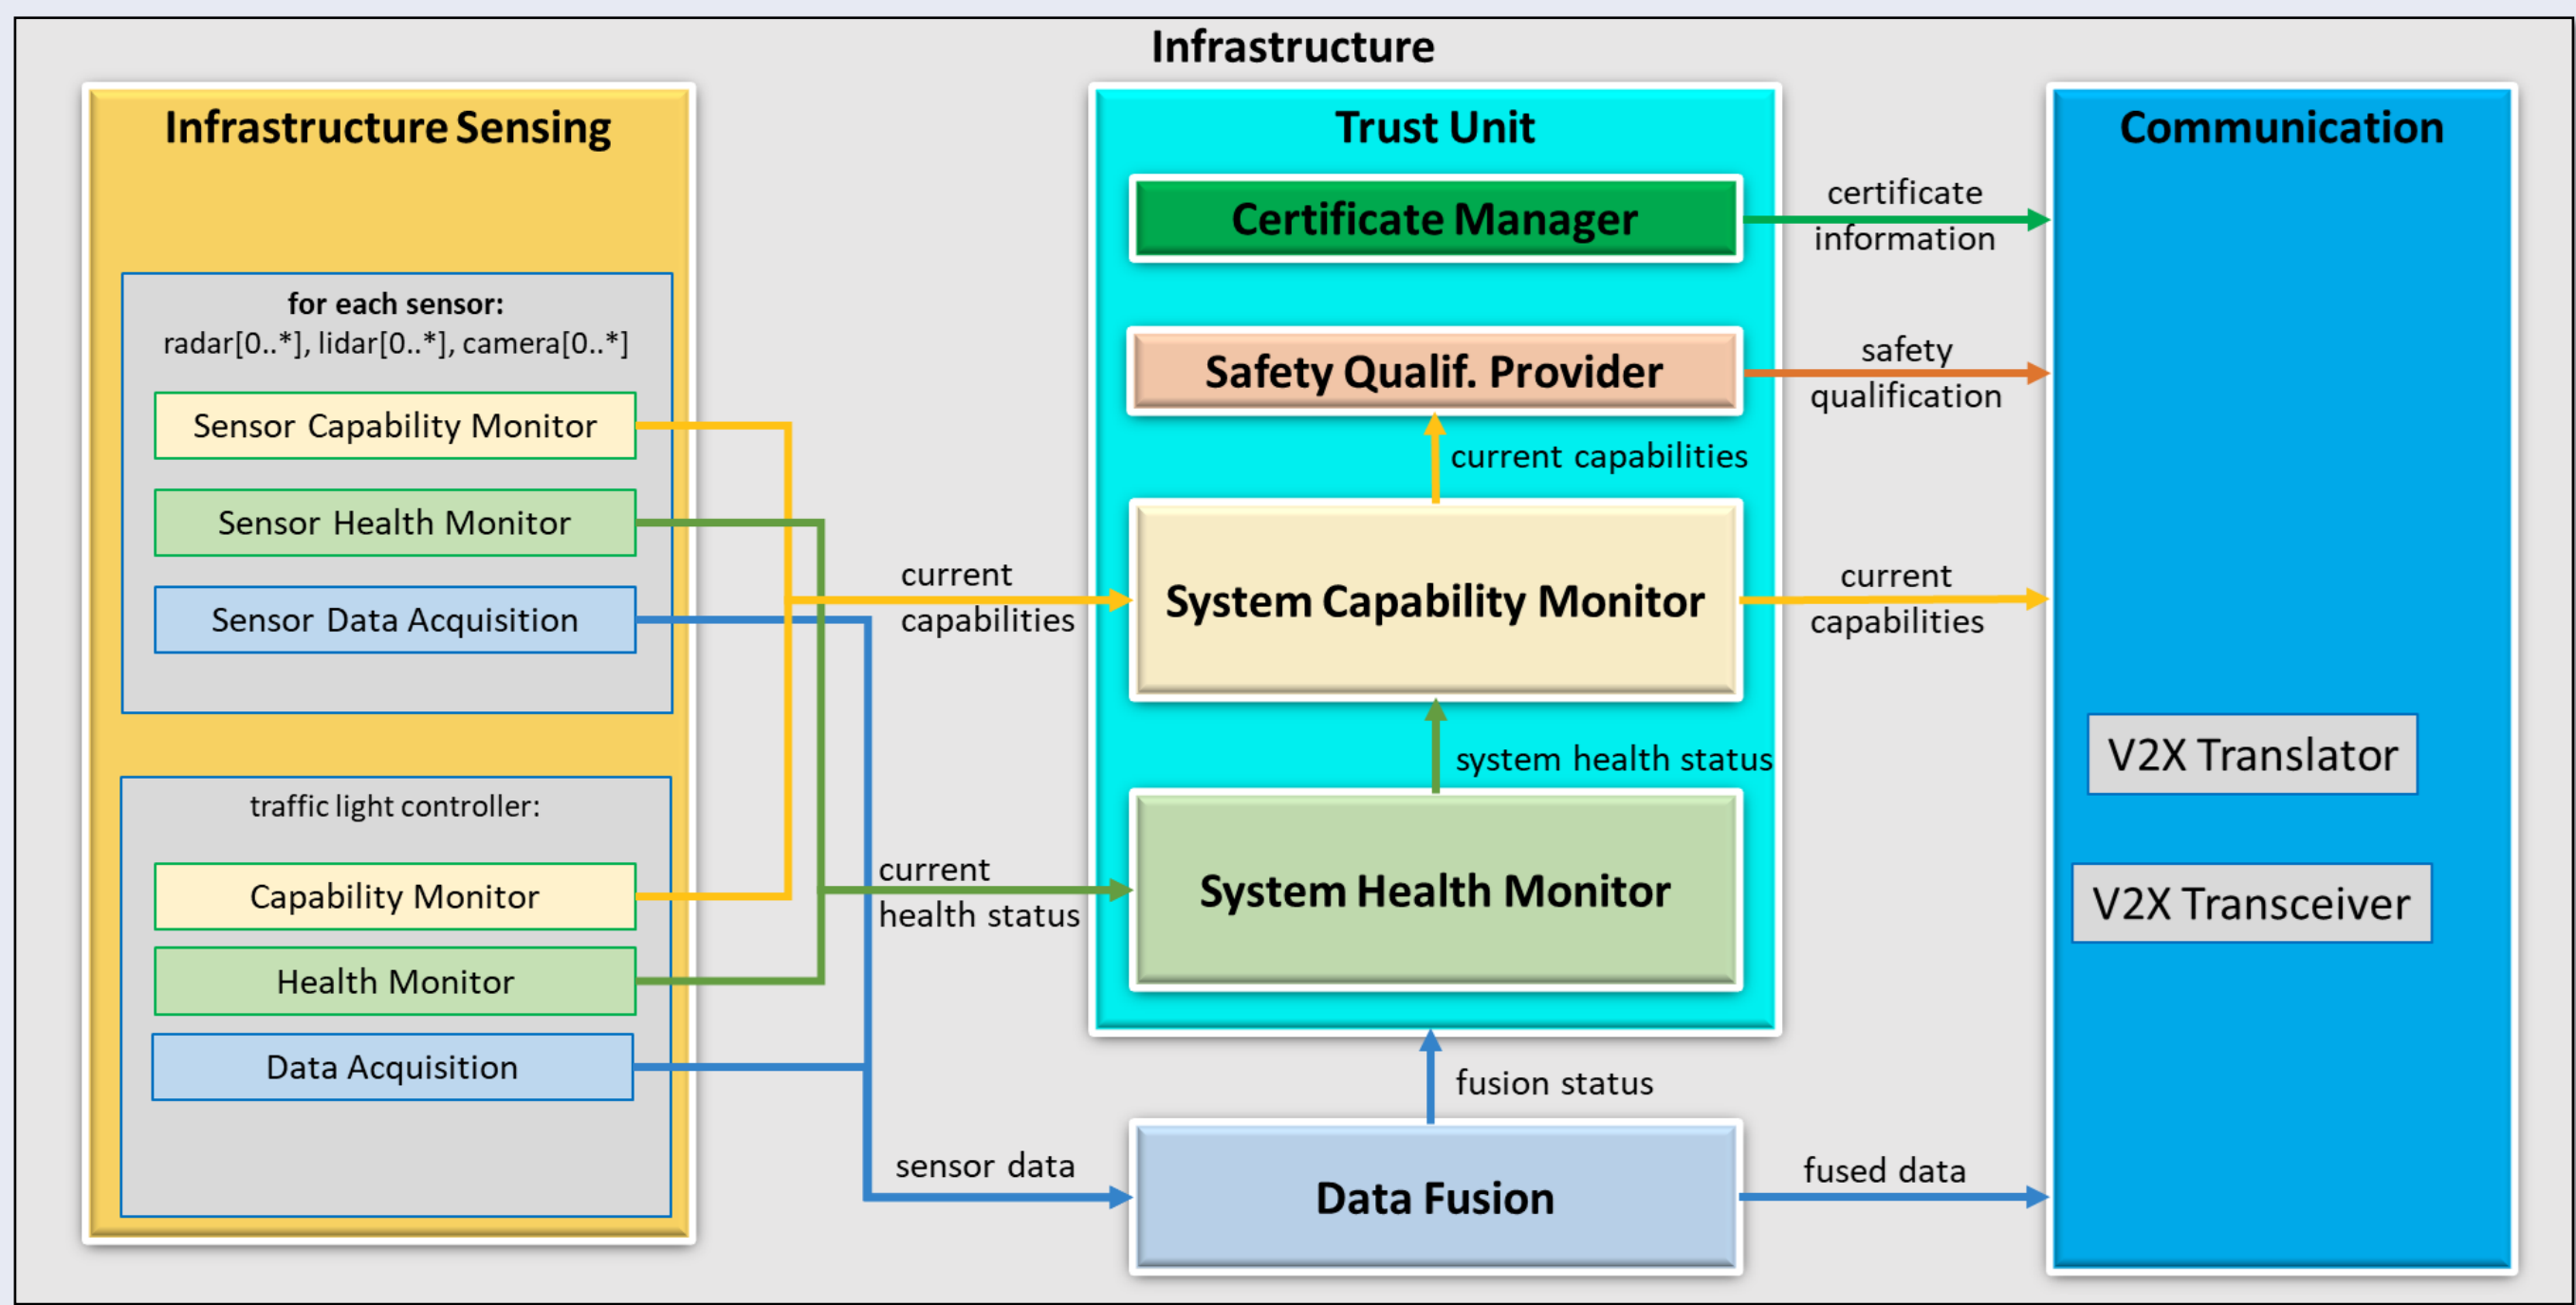 Infrastructure
Infrastructure Sensing
for each sensor:
radar[0..*], lidar[0..*], camera[0..*]
Sensor Capability Monitor
Sensor Health Monitor
Sensor Data Acquisition
traffic light controller:
Capability Monitor
Health Monitor
Data Acquisition
current
capabilities
current
health status
sensor data
Trust Unit
Certificate Manager
Safety Qualif. Provider
current capabilities
System Capability Monitor
system health status
System Health Monitor
fusion status
Data Fusion
certificate
information
safety
qualification
current
capabilities
fused data
Communication
V2X Translator
V2X Transceiver